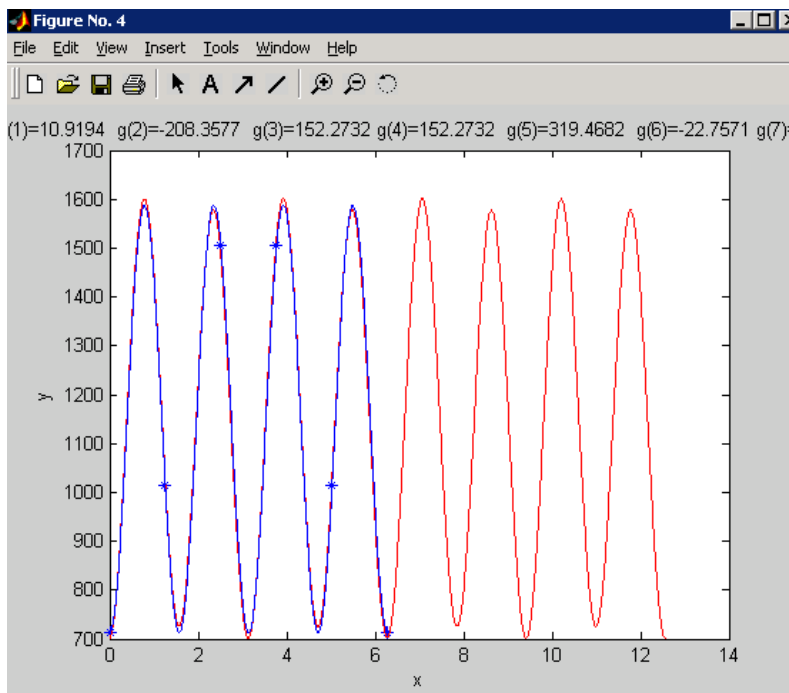 Figure No. 4
File Edit View Insert Tools Window Help
A
(1)=10.9194 g(2)=-208.3577 g(3)=152.2732 g(4)=152.2732 g(5)=319.4682 g(6)=-22.7571 g(7)=
1700
1600
1500
1400
1300
1200
1100
1000
900
800
700
y
0 2 4 6 8 10 12 14
x